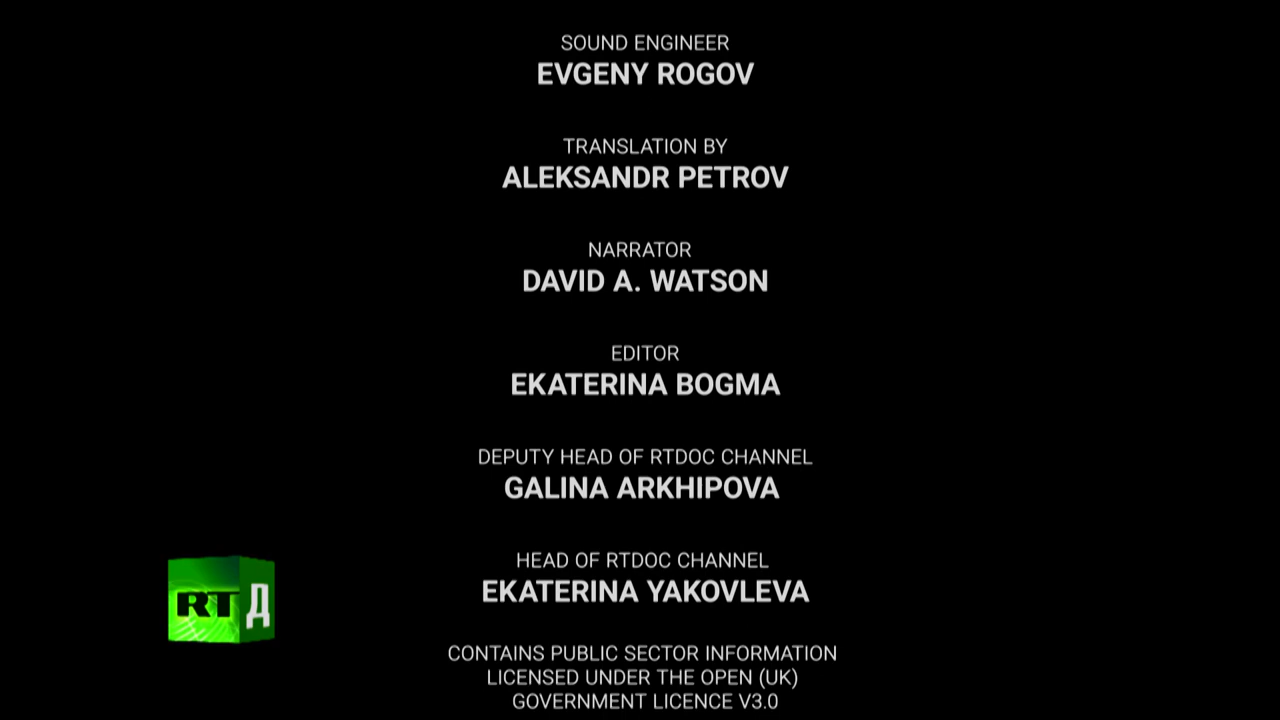 SOUND ENGINEER
EVGENY ROGOV
TRANSLATION BY
ALEKSANDR PETROV
NARRATOR
DAVID A. WATSON
EDITOR
EKATERINA BOGMA
DEPUTY HEAD OF RTDOC CHANNEL
GALINA ARKHIPOVA
HEAD OF RTDOC CHANNEL
EKATERINA YAKOVLEVA
RT Д
CONTAINS PUBLIC SECTOR INFORMATION
LICENSED UNDER THE OPEN (UK)
GOVERNMENT LICENCE V3.0